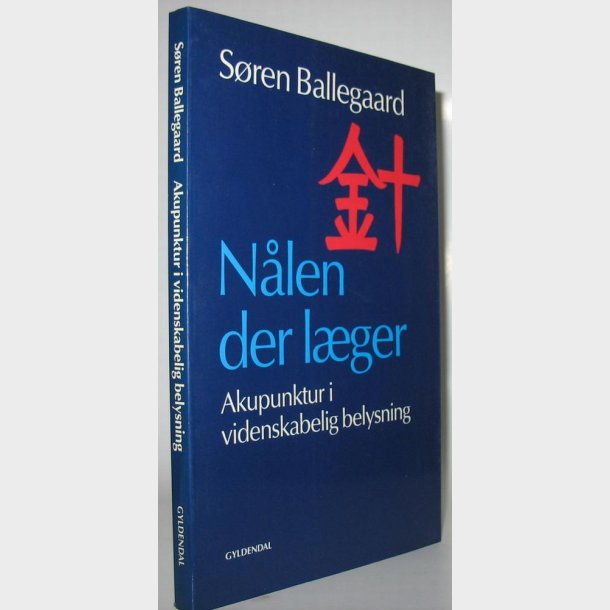 Søren Ballegaard
針
Nålen
der læger
Akupunktur i
videnskabelig belysning
GYLDENDAL
Søren Ballegaard Akupunktur i videnskabelig belysning GYLDENDAL